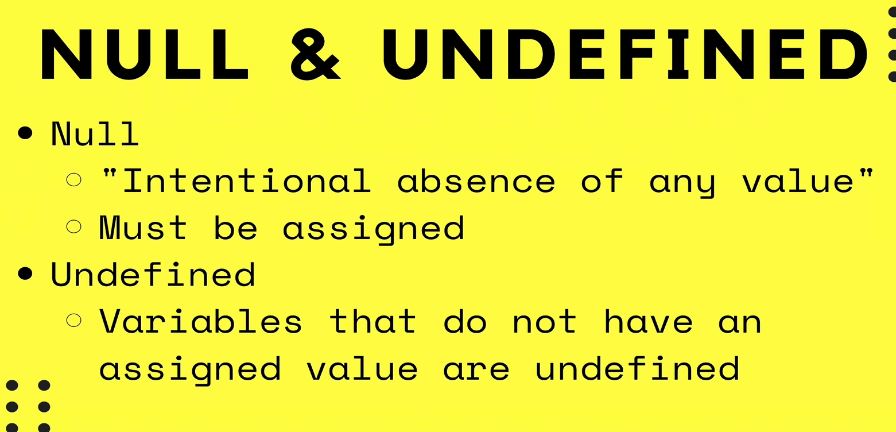 NULL & UNDEFINED
• Null
○ "Intentional absence of any value"
○ Must be assigned
• Undefined
○ Variables that do not have an
assigned value are undefined